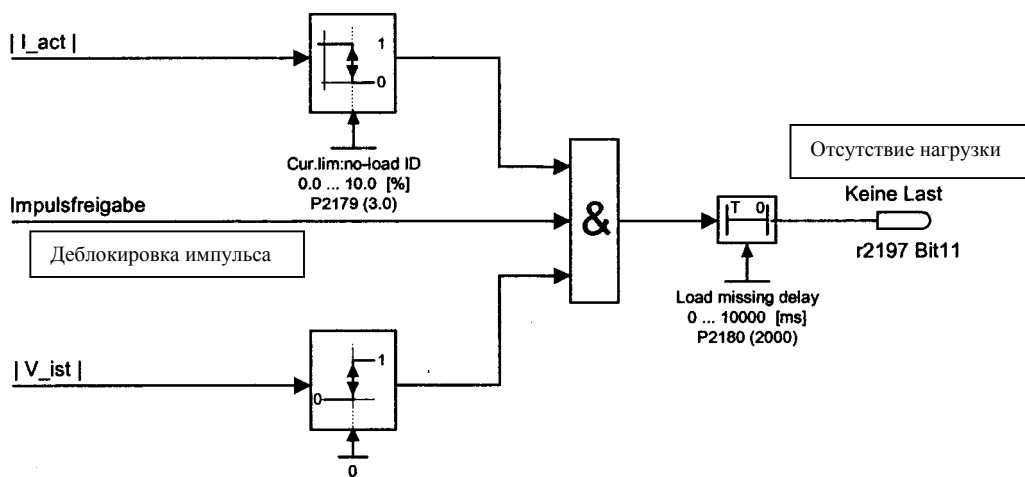 | I_act |
1
0
Cur.lim:no-load ID
0.0 ... 10.0 [%]
P2179 (3.0)
Impulsfreigabe
Деблокировка импульса
&
T 0
Отсутствие нагрузки
Keine Last
r2197 Bit11
Load missing delay
0 ... 10000 [ms]
P2180 (2000)
| V_ist |
1
0
0